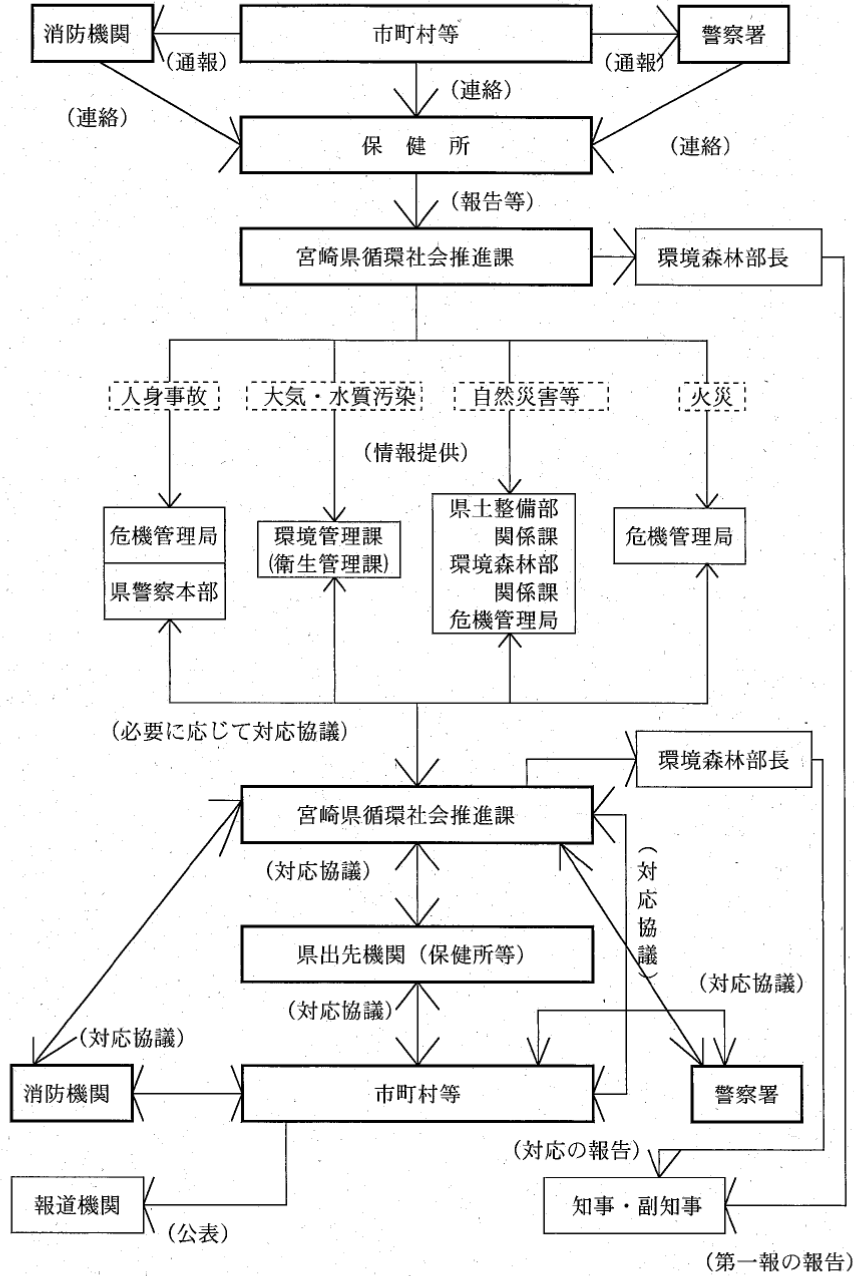 消防機関
市町村等
警察署
（通報）
（通報）
（連絡）
（連絡）
（連絡）
保　健　所
（報告等）
宮崎県循環社会推進課
環境森林部長
人身事故
大気・水質汚染
自然災害等
火災
（情報提供）
危機管理局
県警察本部
環境管理課
（衛生管理課）
県土整備部
関係課
環境森林部
関係課
危機管理局
危機管理局
（必要に応じて対応協議）
環境森林部長
宮崎県循環社会推進課
（対応協議）
（対応協議）
県出先機関（保健所等）
（対応協議）
（対応協議）
（対応協議）
消防機関
市町村等
警察署
（対応の報告）
報道機関
（公表）
知事・副知事
（第一報の報告）